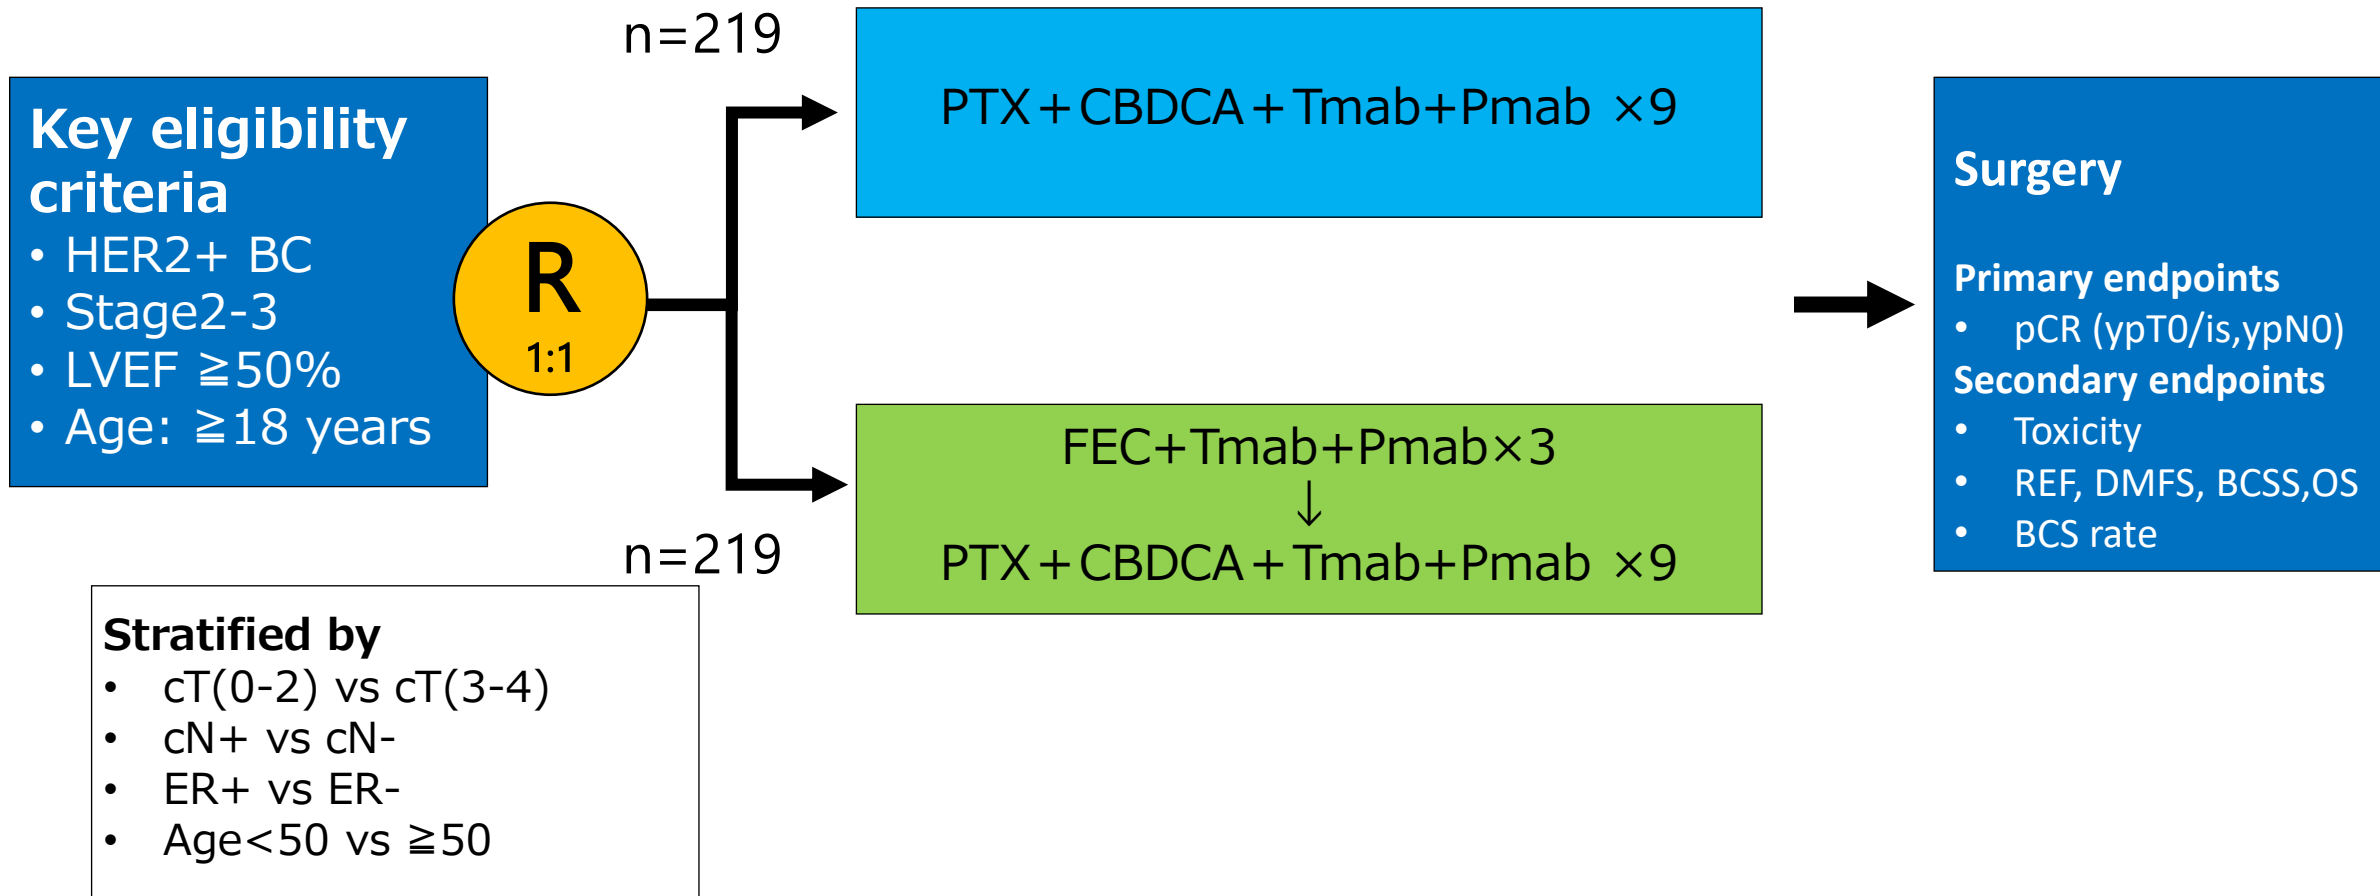 Key eligibility
criteria
• HER2+ BC
• Stage2-3
• LVEF ≧50%
• Age: ≧18 years
R
1:1
n=219
PTX+CBDCA+Tmab+Pmab ×9
n=219
FEC+Tmab+Pmab×3
↓
PTX+CBDCA+Tmab+Pmab ×9
Surgery
Primary endpoints
• pCR (ypT0/is,ypN0)
Secondary endpoints
• Toxicity
• REF, DMFS, BCSS,OS
• BCS rate
Stratified by
• cT(0-2) vs cT(3-4)
• cN+ vs cN-
• ER+ vs ER-
• Age<50 vs ≧50